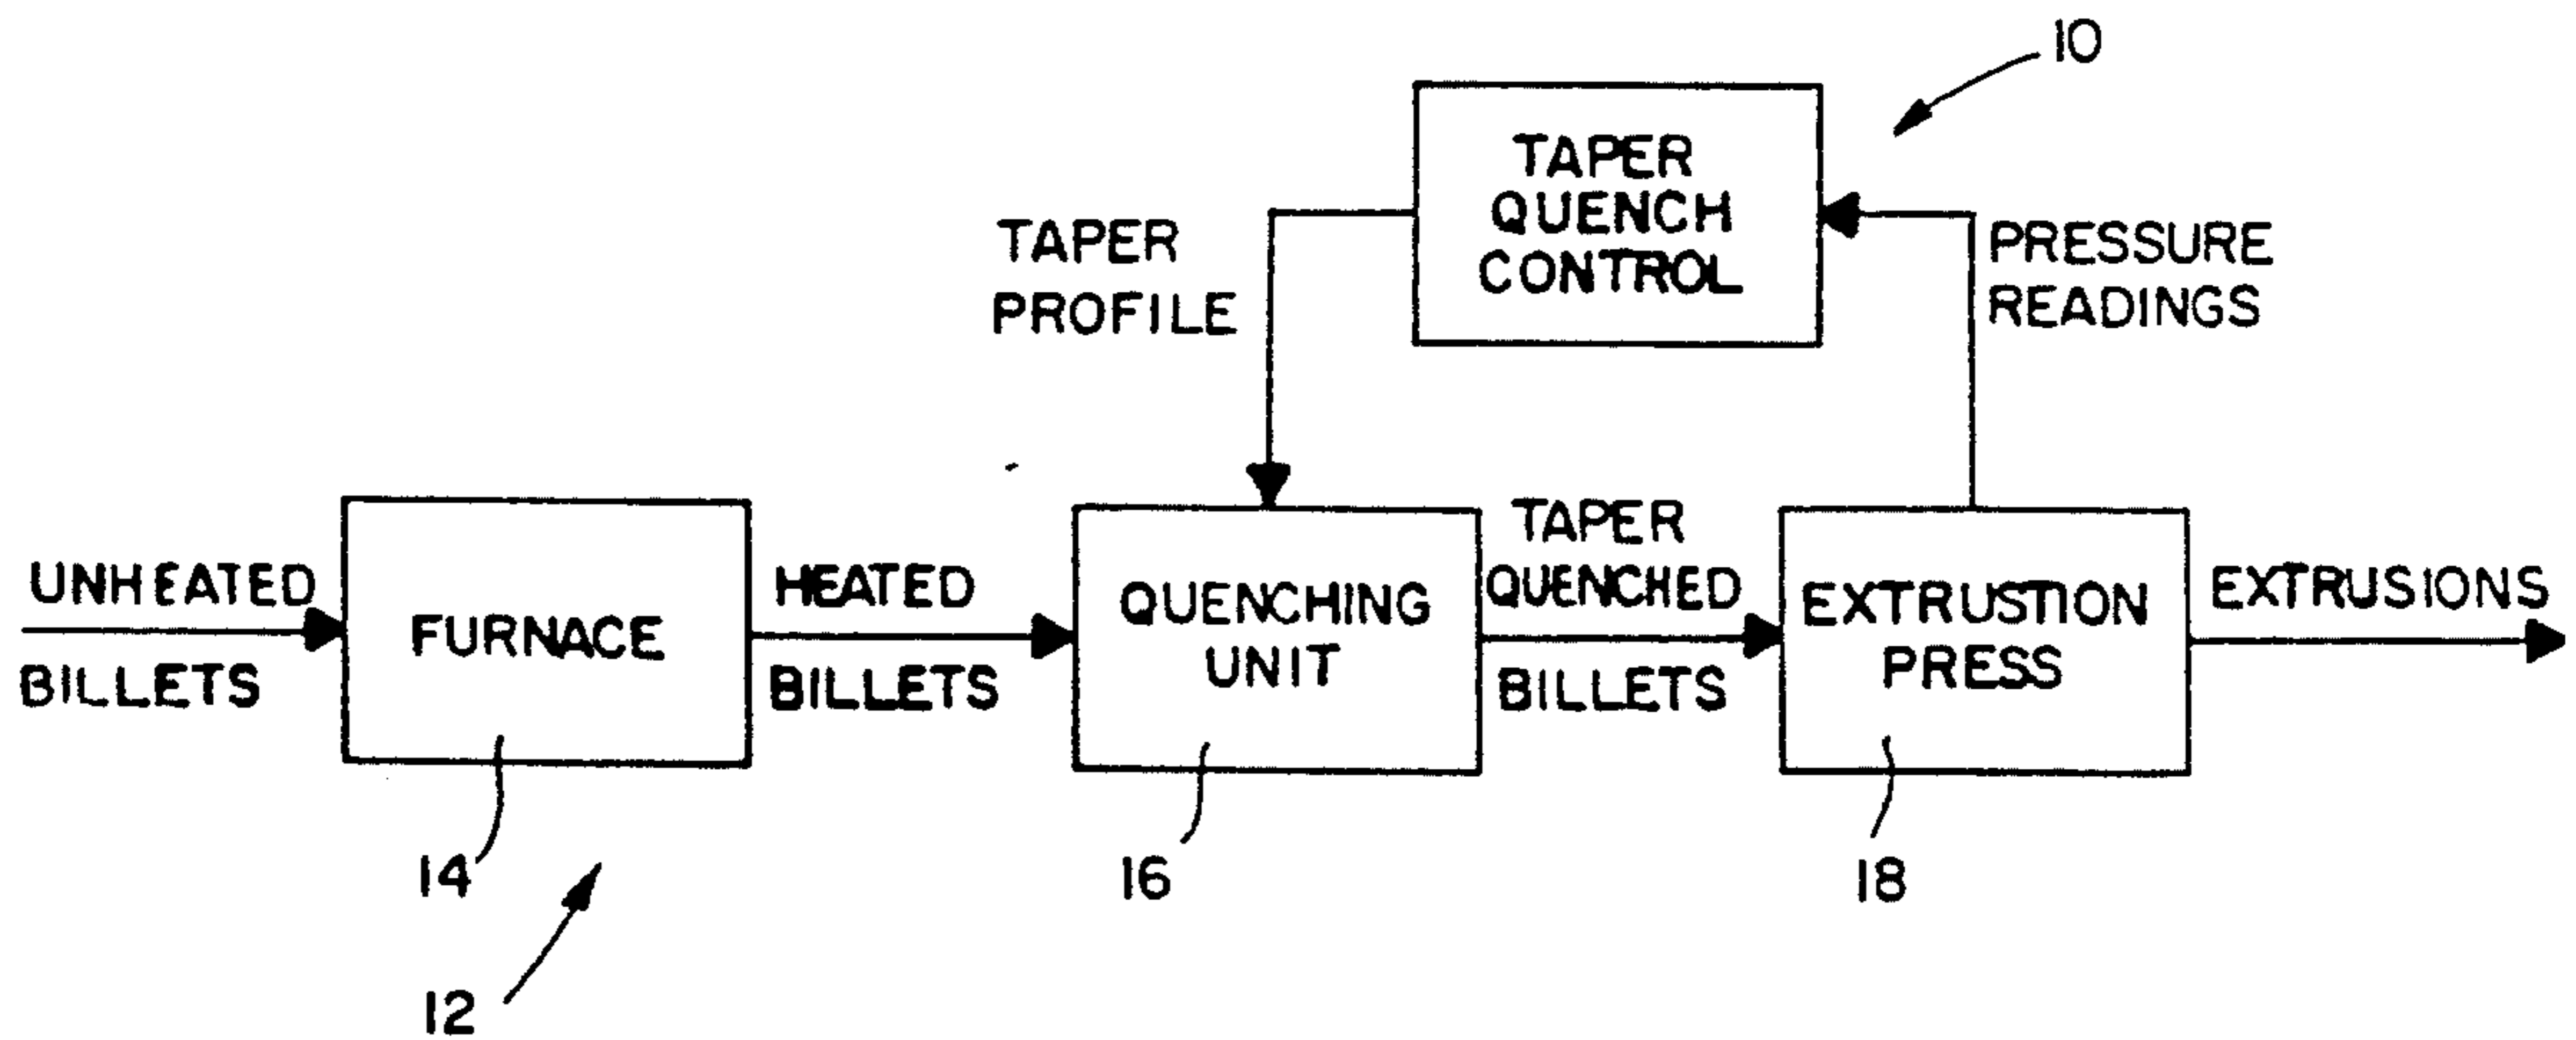 10
TAPER
QUENCH
CONTROL
TAPER
PROFILE
PRESSURE
READINGS
UNHEATED
BILLETS
FURNACE
HEATED
BILLETS
QUENCHING
UNIT
TAPER
QUENCHED
BILLETS
EXTRUSTION
PRESS
EXTRUSIONS
14
16
18
12